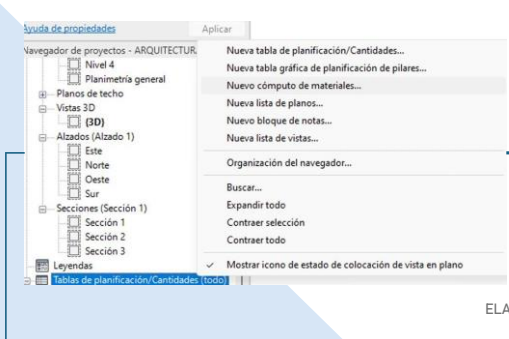 Ayuda de propiedades
Aplicar
Navegador de proyectos - ARQUITECTUR
Nivel 4
Planimetría general
Planos de techo
Vistas 3D
{3D}
Alzados (Alzado 1)
Este
Norte
Oeste
Sur
Secciones (Sección 1)
Sección 1
Sección 2
Sección 3
Leyendas
Tablas de planificación/Cantidades (todo)
Nueva tabla de planificación/Cantidades...
Nueva tabla gráfica de planificación de pilares...
Nuevo cómputo de materiales...
Nueva lista de planos...
Nuevo bloque de notas...
Nueva lista de vistas...
Organización del navegador...
Buscar...
Expandir todo
Contraer selección
Contraer todo
Mostrar icono de estado de colocación de vista en plano
ELA